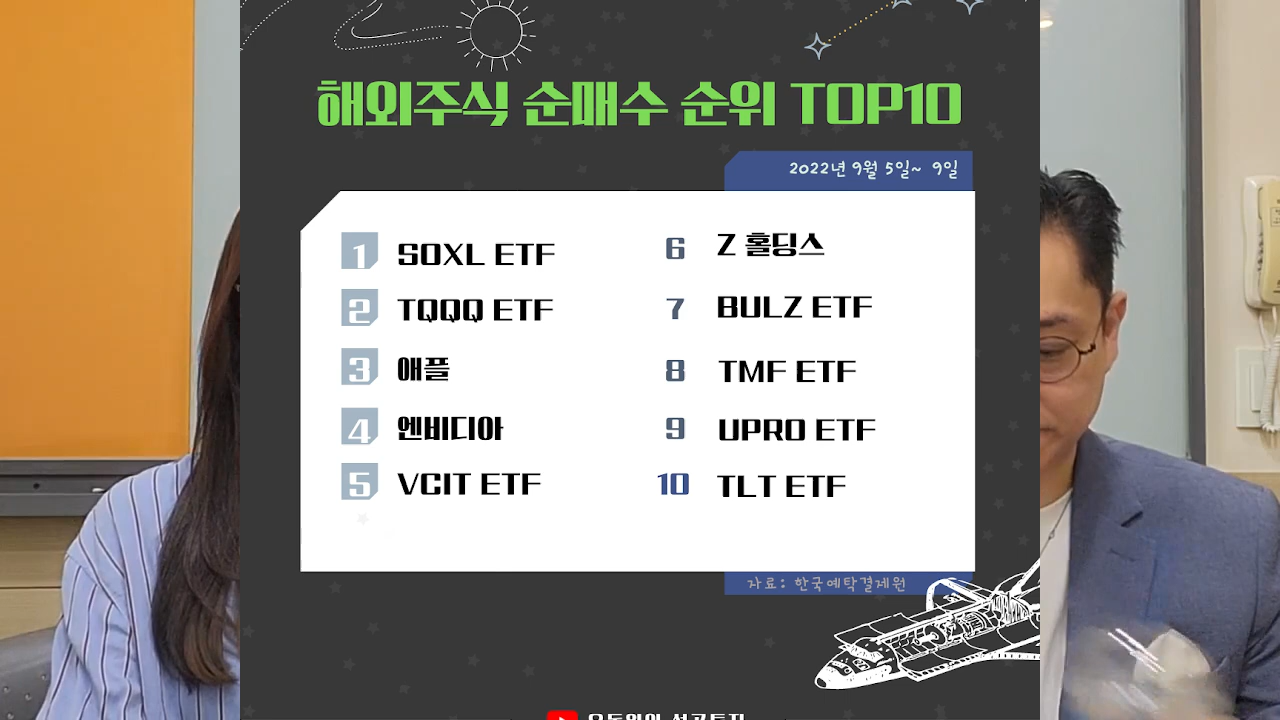 해외주식 순매수 순위 TOP10
2022년 9월 5일~ 9일
1 SOXL ETF
2 TQQQ ETF
3 애플
4 엔비디아
5 VCIT ETF
6 Z 홀딩스
7 BULZ ETF
8 TMF ETF
9 UPRO ETF
10 TLT ETF
자료: 한국예탁결제원